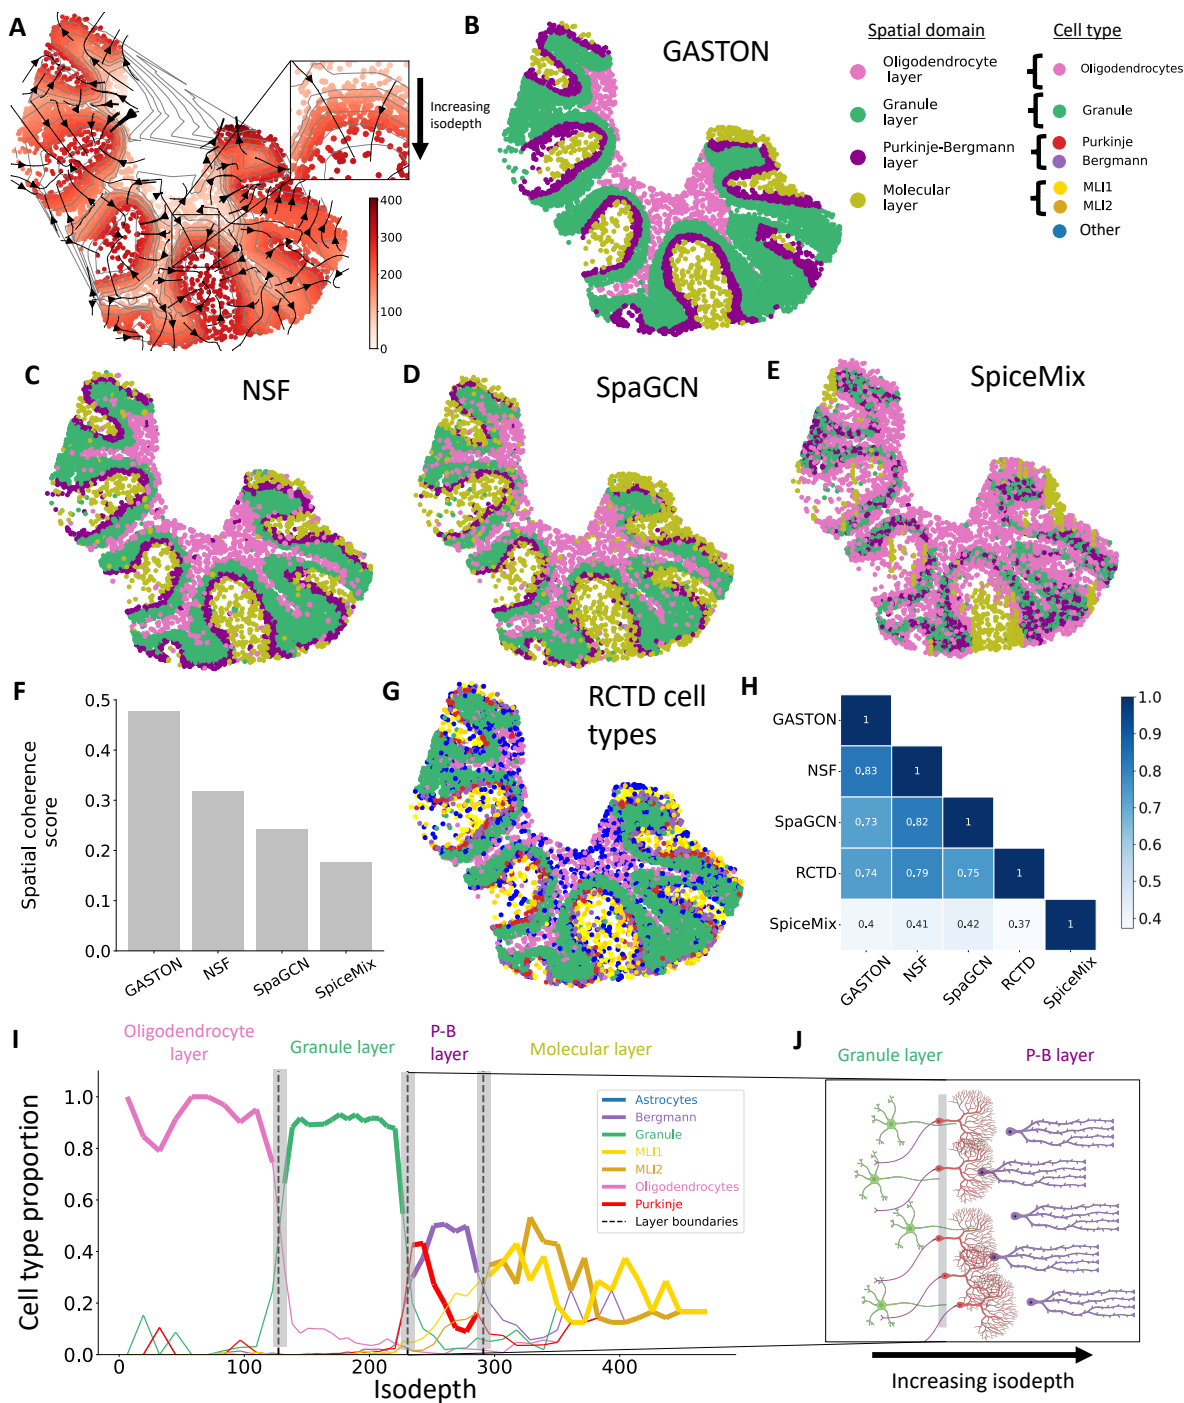 A
Increasing
isodepth
400
300
200
100
0
B
GASTON
Spatial domain
Oligodendrocyte
layer
Granule
layer
Purkinje-Bergmann
layer
Molecular
layer
Cell type
Oligodendrocytes
Granule
Purkinje
Bergmann
MLI1
MLI2
Other
C
NSF
D
SpaGCN
E
SpiceMix
F
Spatial coherence
score
0.5
0.4
0.3
0.2
0.1
0.0
GASTON
NSF
SpaGCN
SpiceMix
G
RCTD cell
types
H
GASTON
NSF
SpaGCN
RCTD
SpiceMix
1
0.83
1
0.73
0.82
1
0.74
0.79
0.75
1
0.4
0.41
0.42
0.37
1
GASTON
NSF
SpaGCN
RCTD
SpiceMix
1.0
0.9
0.8
0.7
0.6
0.5
0.4
I
Oligodendrocyte
layer
Granule layer
P-B
layer
Molecular layer
Cell type proportion
1.0
0.8
0.6
0.4
0.2
0.0
0
100
200
300
400
Isodepth
Astrocytes
Bergmann
Granule
MLI1
MLI2
Oligodendrocytes
Purkinje
Layer boundaries
J
Granule layer
P-B layer
Increasing isodepth